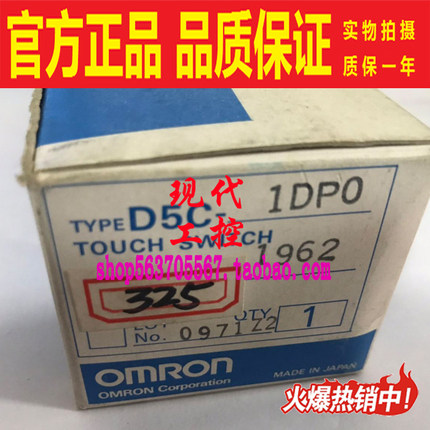 官方正品 品质保证
实物拍摄
质保一年
现代
工控
TYPE D5C- 1DP0
TOUCH SWITCH
1962
shop563705567.taobao.com
325
QTY
No. 0971Z2 1
OMRON
OMRON Corporation
MADE IN JAPAN
火爆热销中!